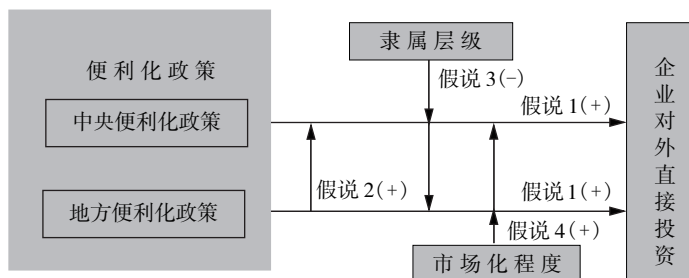 隶属层级
便利化政策
假说 3(-)
中央便利化政策
假说 1(+)
假说 2(+)
地方便利化政策
假说 1(+)
假说 4(+)
市场化程度
企业对外直接投资